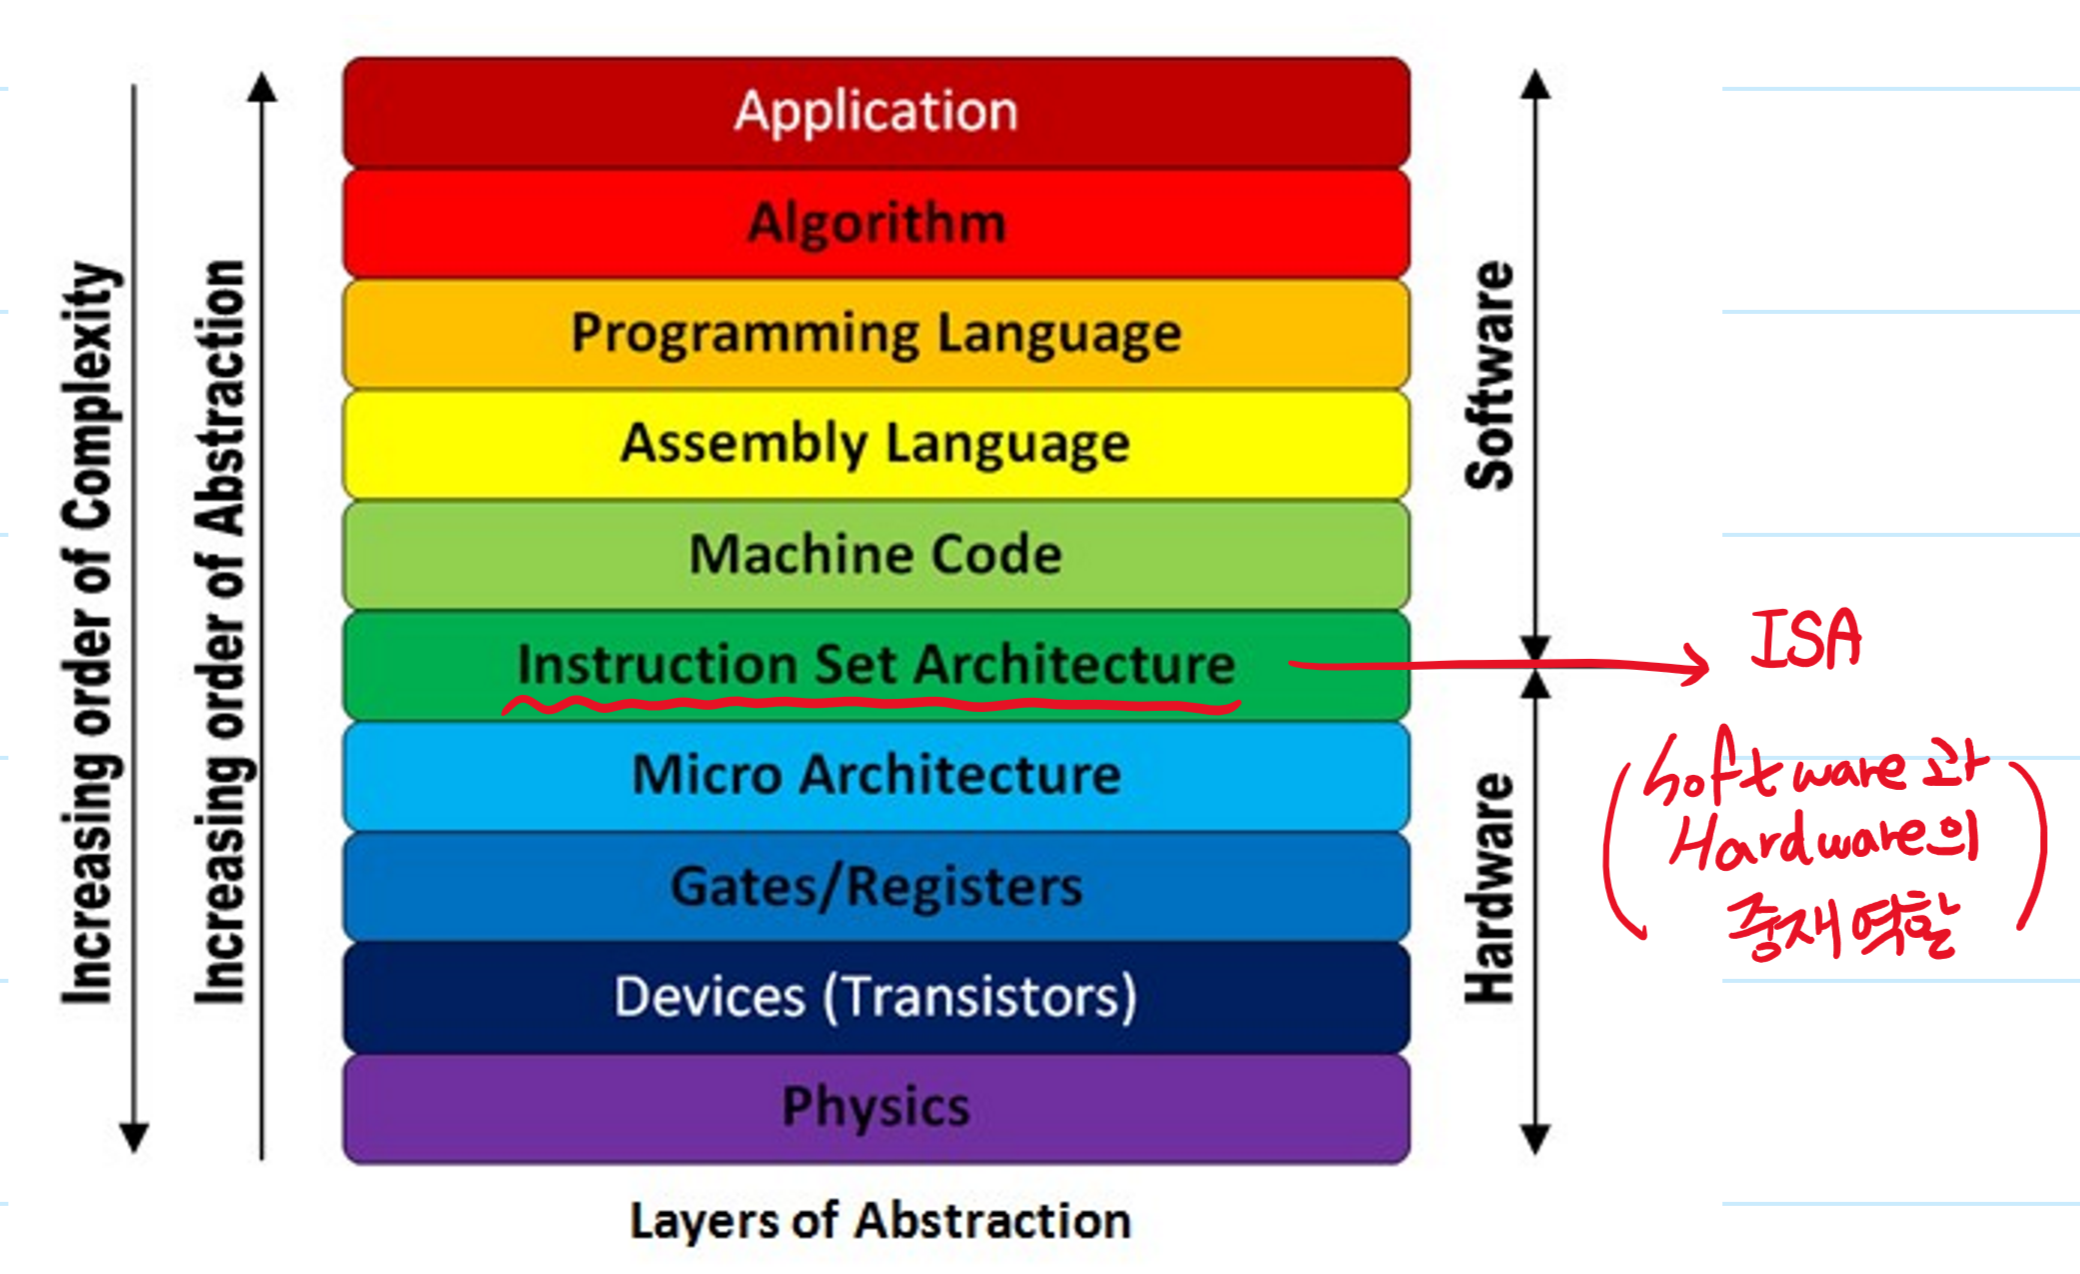 Increasing order of Complexity
Increasing order of Abstraction
Application
Algorithm
Programming Language
Assembly Language
Machine Code
Instruction Set Architecture
Micro Architecture
Gates/Registers
Devices (Transistors)
Physics
Layers of Abstraction
Software
Hardware
ISA
(Software과
Hardware의
중재역할)